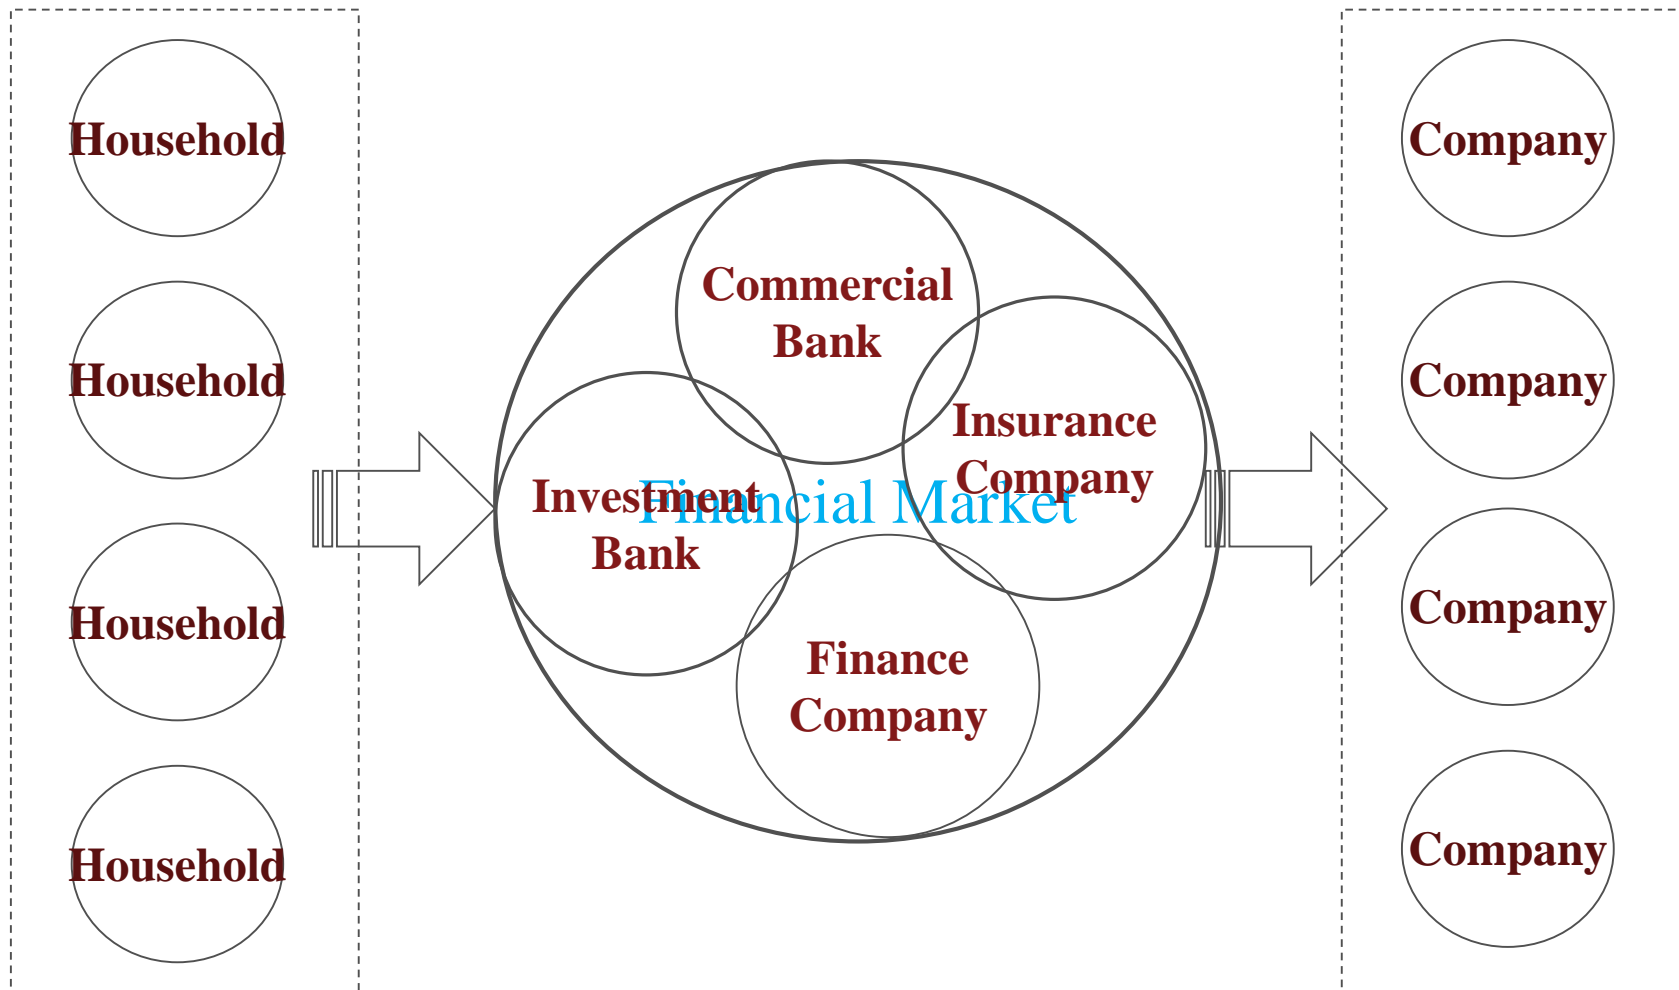 Household
Household
Household
Household
Commercial
Bank
Insurance
Company
Investment
Bank
Financial Market
Finance
Company
Company
Company
Company
Company